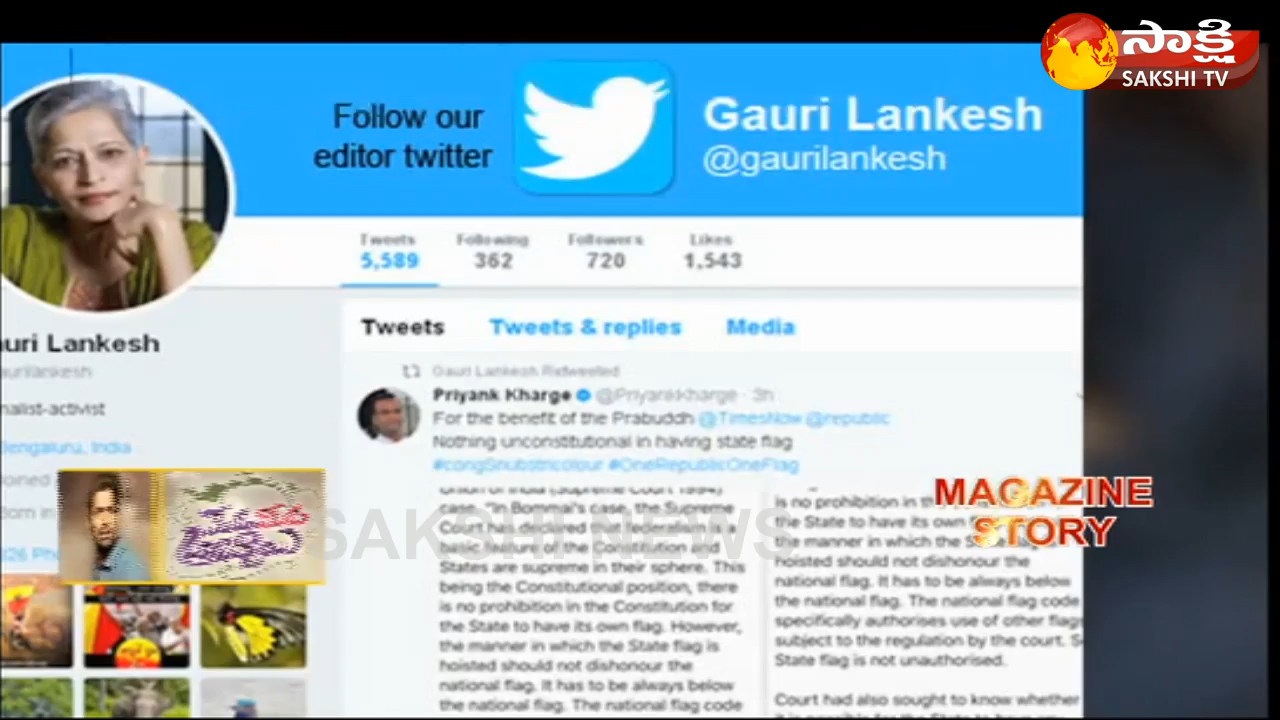 సాక్షి
SAKSHI TV
Follow our
editor twitter
Gauri Lankesh
@gaurilankesh
Tweets Following Followers Likes
5,589 362 720 1,543
Tweets Tweets & replies Media
Lankesh
Gauri Lankesh Retweeted
Priyank Kharge @PriyankKharge · 3h
For the benefit of the Prabuddh @TimesNow @republic
Nothing unconstitutional in having state flag
#congSnubstricolour #OneRepublicOneFlag
Bengaluru, India
SAKSHI NEWS
MAGAZINE
STORY
Union of India (Supreme Court 1994)
case. "In Bommai's case, the Supreme
Court has declared that federalism is a
basic feature of the Constitution and
States are supreme in their sphere. This
being the Constitutional position, there
is no prohibition in the Constitution for
the State to have its own flag. However,
the manner in which the State flag is
hoisted should not dishonour the
national flag. It has to be always below
the national flag. The national flag code
is no prohibition in the
the State to have its own
the manner in which the
hoisted should not dishonour the
national flag. It has to be always below
the national flag. The national flag code
specifically authorises use of other flags
subject to the regulation by the court.
State flag is not unauthorised.
Court had also sought to know whether